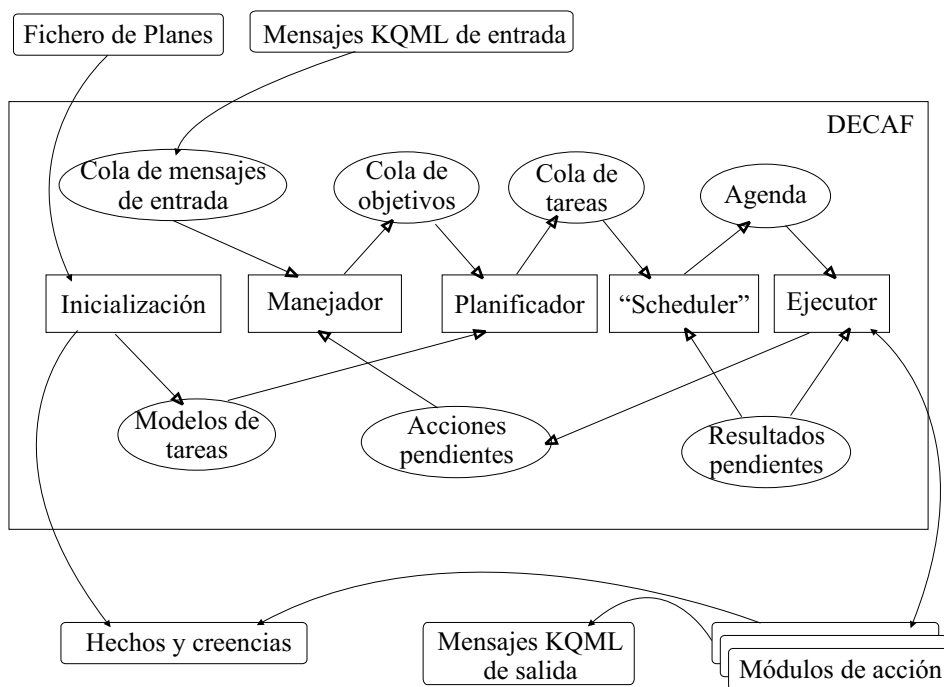 Fichero de Planes
Mensajes KQML de entrada
DECAF
Cola de mensajes
de entrada
Cola de
objetivos
Cola de
tareas
Agenda
Inicialización
Manejador
Planificador
“Scheduler”
Ejecutor
Modelos de
tareas
Acciones
pendientes
Resultados
pendientes
Hechos y creencias
Mensajes KQML
de salida
Módulos de acción